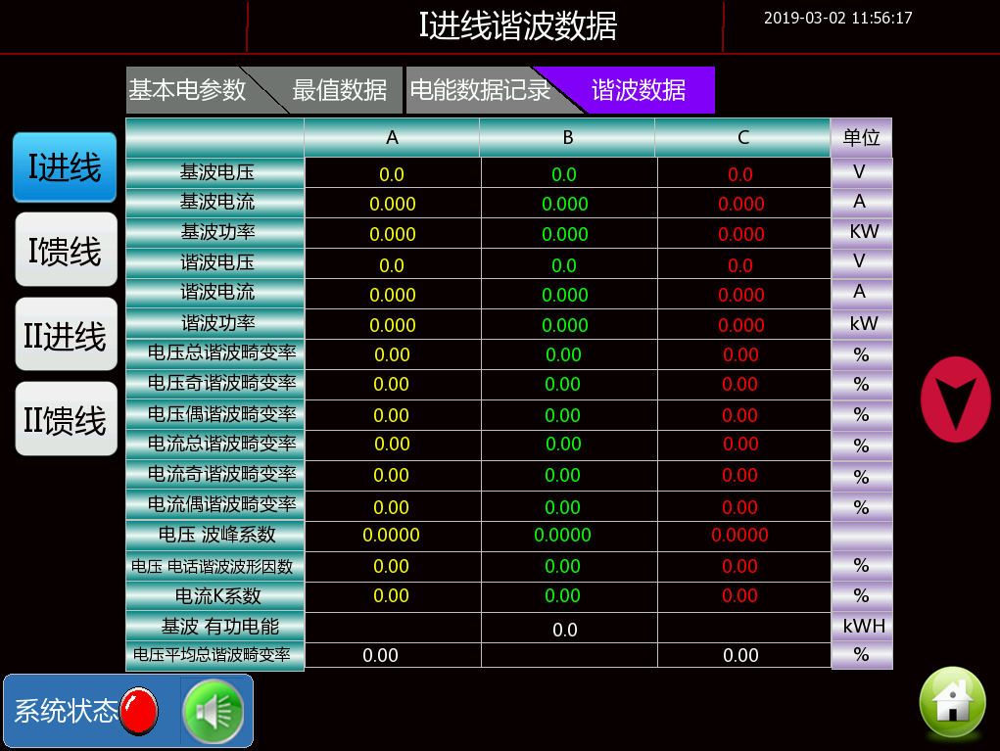 I进线谐波数据
2019-03-02 11:56:17
基本电参数 最值数据 电能数据记录 谐波数据
I进线
I馈线
II进线
II馈线
A B C 单位
基波电压 0.0 0.0 0.0 V
基波电流 0.000 0.000 0.000 A
基波功率 0.000 0.000 0.000 KW
谐波电压 0.0 0.0 0.0 V
谐波电流 0.000 0.000 0.000 A
谐波功率 0.000 0.000 0.000 kW
电压总谐波畸变率 0.00 0.00 0.00 %
电压奇谐波畸变率 0.00 0.00 0.00 %
电压偶谐波畸变率 0.00 0.00 0.00 %
电流总谐波畸变率 0.00 0.00 0.00 %
电流奇谐波畸变率 0.00 0.00 0.00 %
电流偶谐波畸变率 0.00 0.00 0.00 %
电压 波峰系数 0.0000 0.0000 0.0000
电压 电话谐波波形因数 0.00 0.00 0.00 %
电流K系数 0.00 0.00 0.00 %
基波 有功电能 0.0 kWH
电压平均总谐波畸变率 0.00 0.00 %
系统状态